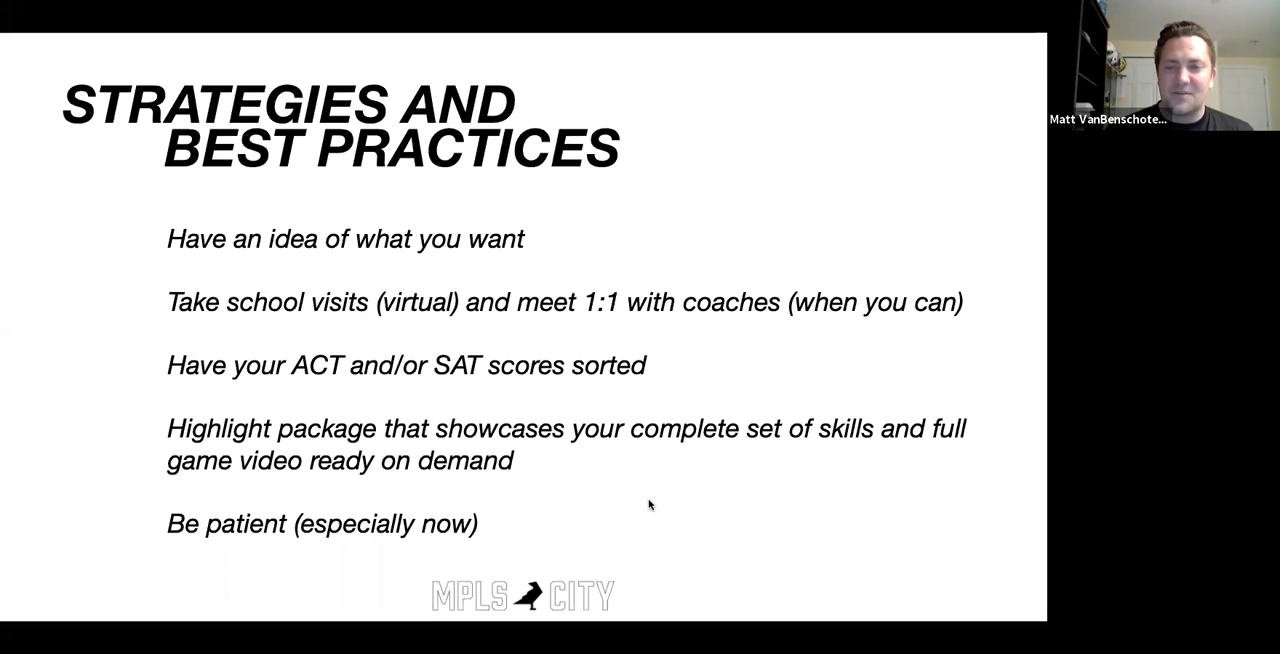 STRATEGIES AND
BEST PRACTICES
Have an idea of what you want
Take school visits (virtual) and meet 1:1 with coaches (when you can)
Have your ACT and/or SAT scores sorted
Highlight package that showcases your complete set of skills and full
game video ready on demand
Be patient (especially now)
MPLS CITY
Matt VanBenschote...